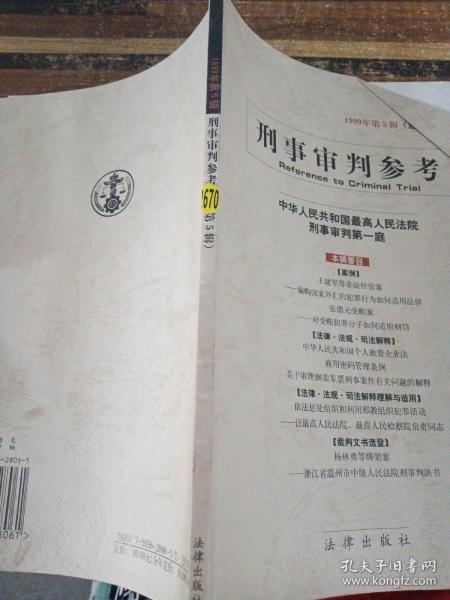 1999年第5辑
刑事审判参考
Reference to Criminal Trial
中华人民共和国最高人民法院
刑事审判第一庭
本辑要目
【案例】
王建军等非法经营案
——骗购国家外汇的犯罪行为如何适用法律
张德元受贿案
——对受贿犯罪分子如何适用刑罚
【法律·法规·司法解释】
中华人民共和国个人独资企业法
商用密码管理条例
关于审理倒卖车票刑事案件有关问题的解释
【法律·法规·司法解释理解与适用】
依法惩处组织和利用邪教组织犯罪活动
——访最高人民法院、最高人民检察院负责同志
【裁判文书选登】
杨林勇等绑架案
——浙江省温州市中级人民法院刑事判决书
法律出版社
1999年第5辑
刑事审判参考
670
第5辑）
法律出版社
-2806-5
8061>
孔夫子旧书网